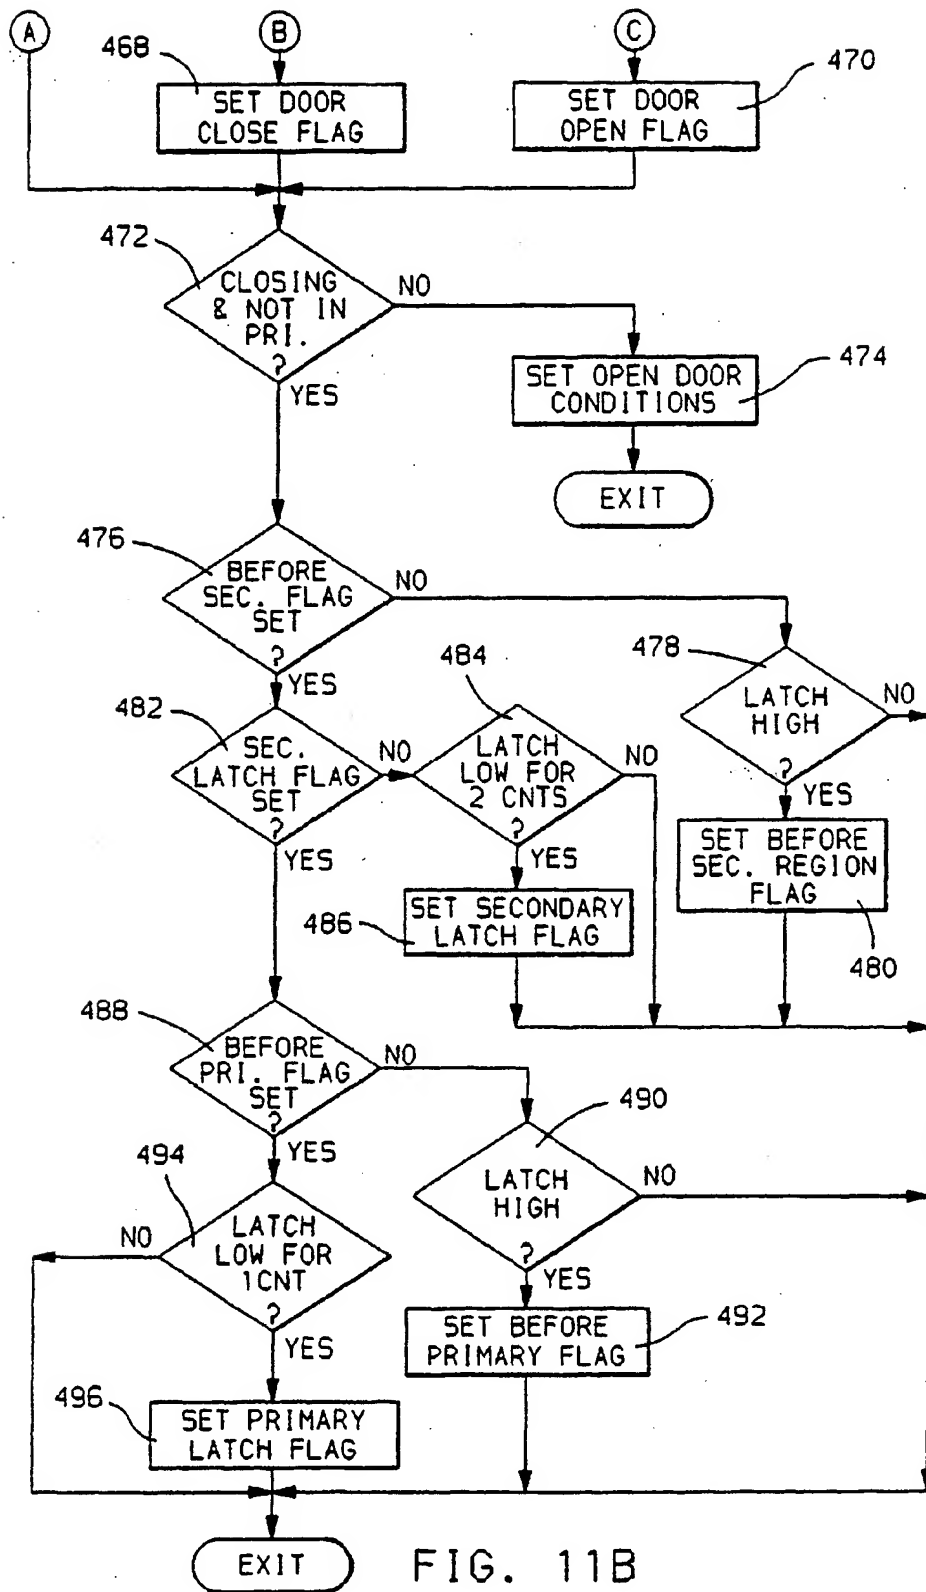 A
B
C
468
SET DOOR
CLOSE FLAG
SET DOOR
OPEN FLAG
470
472
CLOSING
& NOT IN
PRI.
?
NO
YES
SET OPEN DOOR
CONDITIONS
474
EXIT
476
BEFORE
SEC. FLAG
SET
?
NO
YES
478
LATCH
HIGH
?
NO
YES
482
SEC.
LATCH FLAG
SET
?
NO
YES
484
LATCH
LOW FOR
2 CNTS
?
NO
YES
SET BEFORE
SEC. REGION
FLAG
480
486
SET SECONDARY
LATCH FLAG
488
BEFORE
PRI. FLAG
SET
?
NO
YES
490
LATCH
HIGH
?
NO
YES
494
LATCH
LOW FOR
1CNT
?
NO
YES
SET BEFORE
PRIMARY FLAG
492
496
SET PRIMARY
LATCH FLAG
EXIT
FIG. 11B